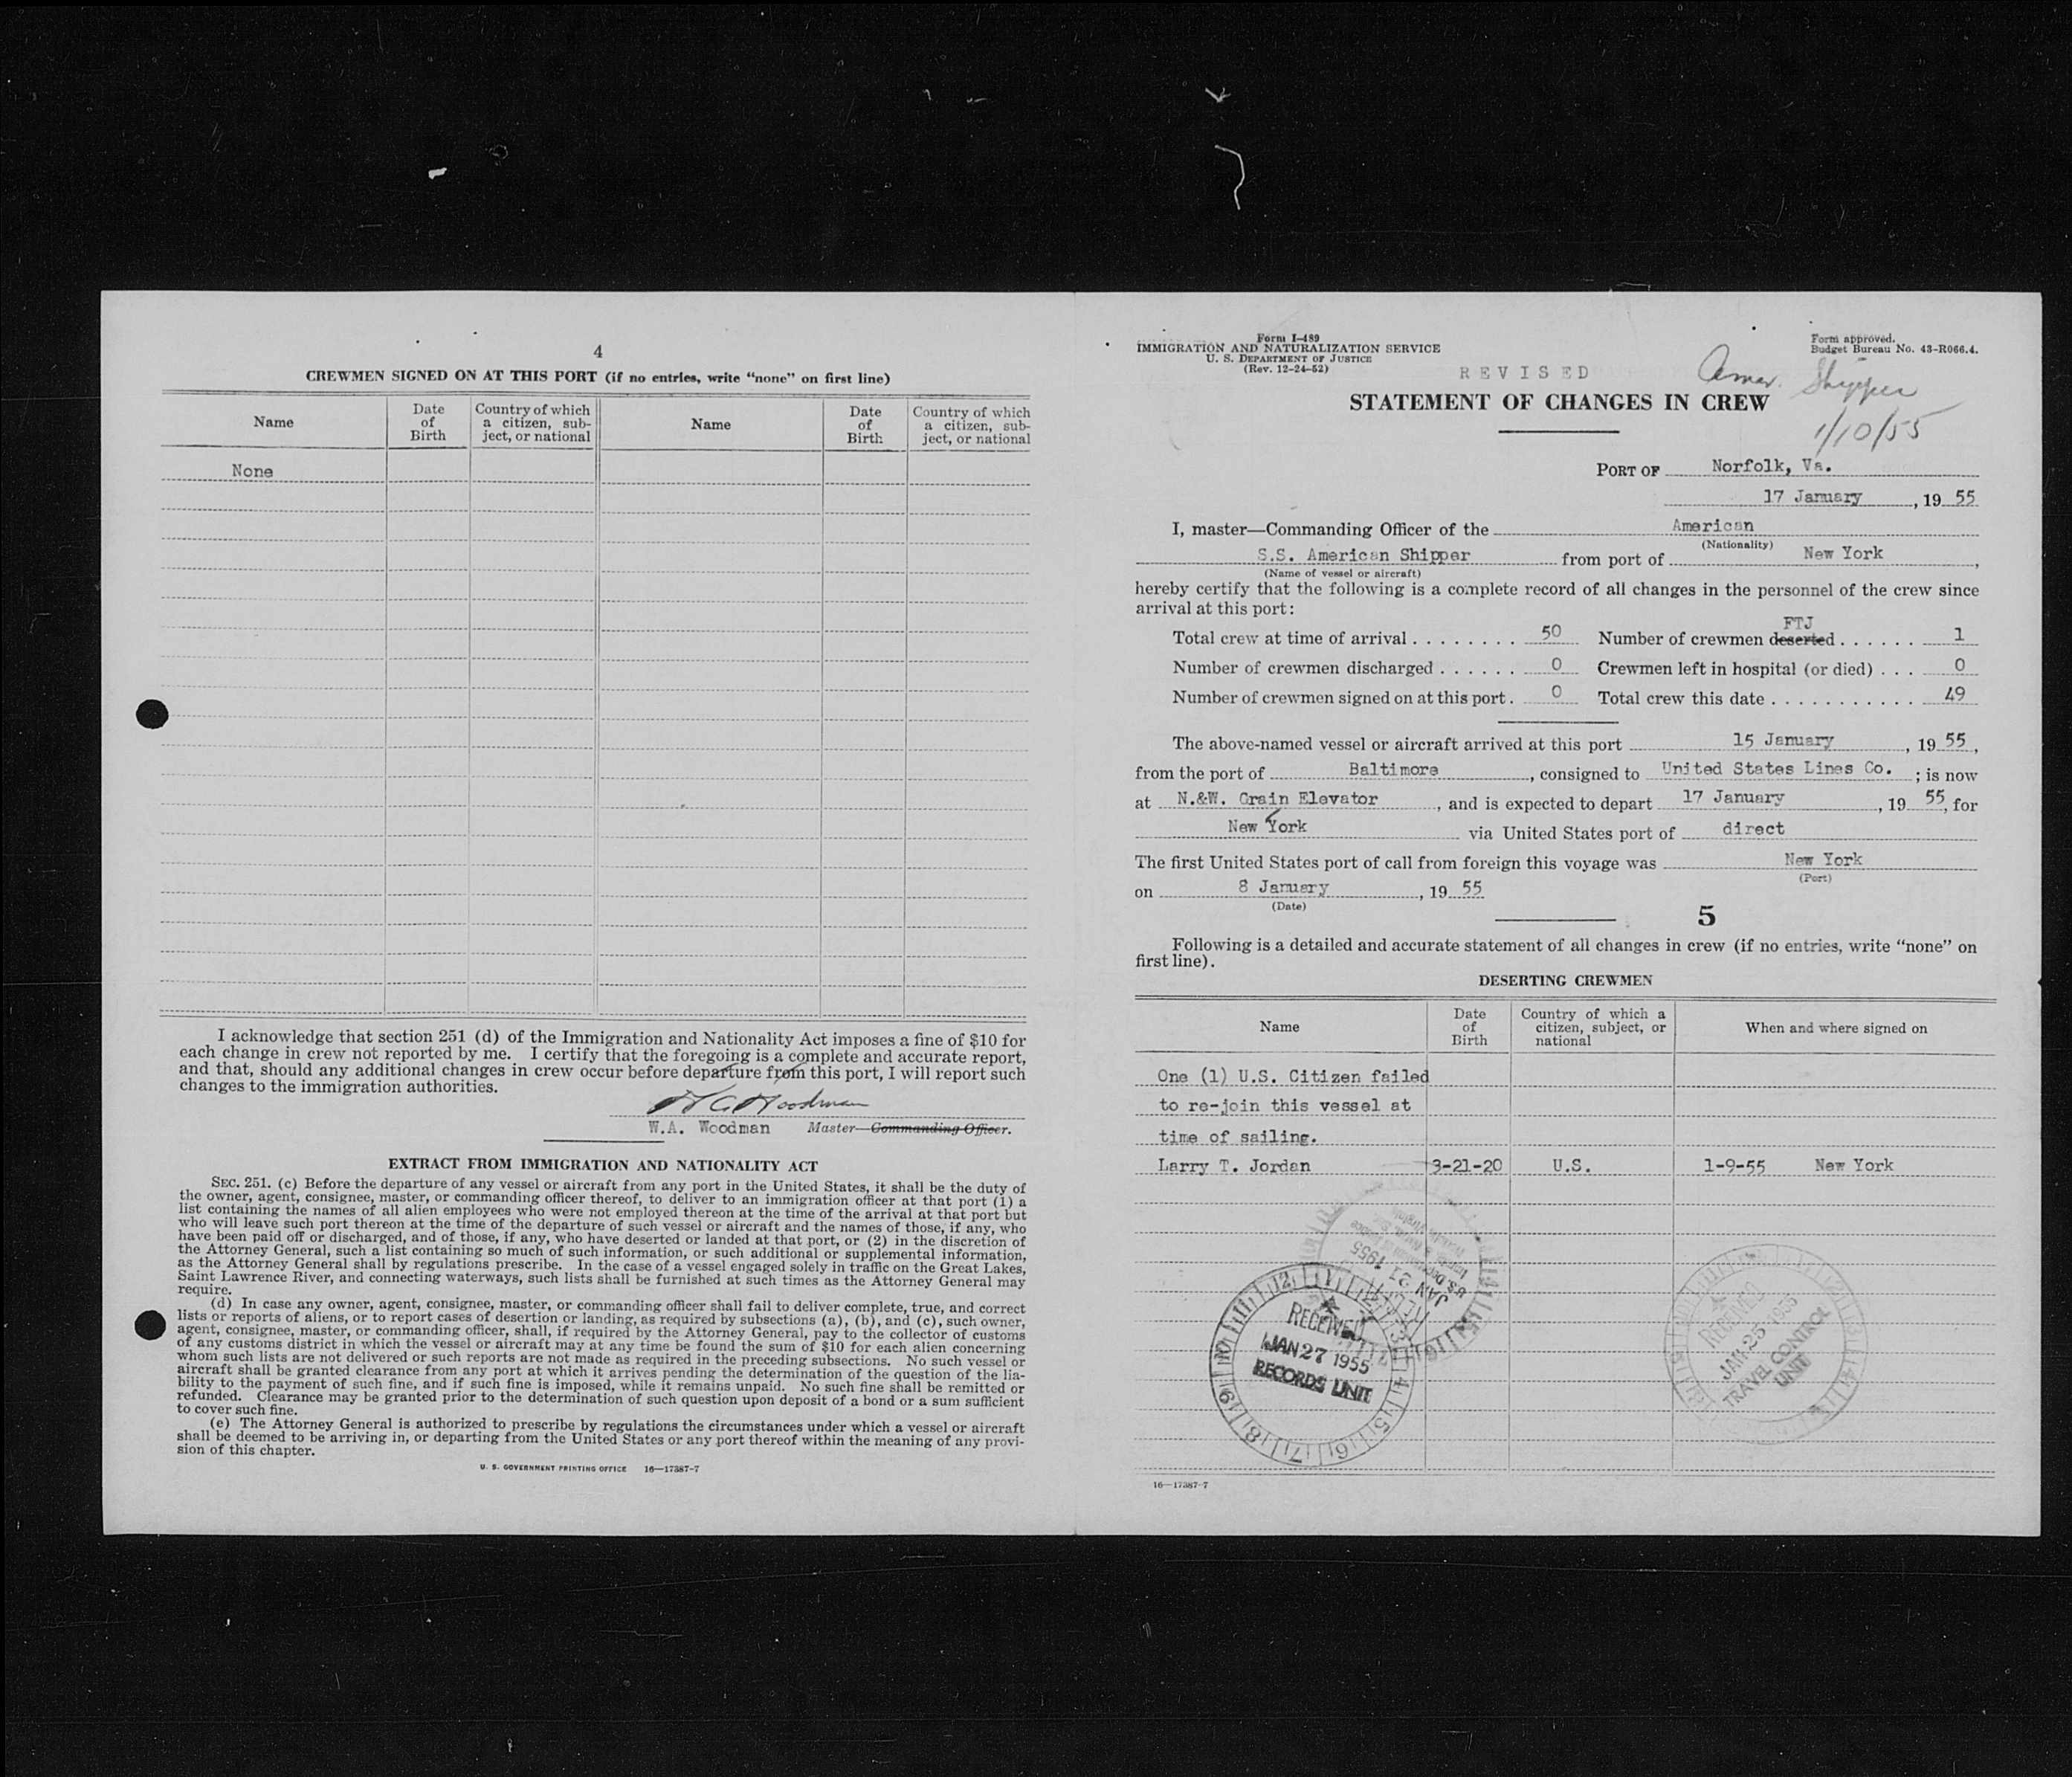 4
CREWMEN SIGNED ON AT THIS PORT (if no entries, write “none” on first line)
Name
Date of Birth
Country of which a citizen, subject, or national
Name
Date of Birth
Country of which a citizen, subject, or national
None
I acknowledge that section 251 (d) of the Immigration and Nationality Act imposes a fine of $10 for
each change in crew not reported by me. I certify that the foregoing is a complete and accurate report,
and that, should any additional changes in crew occur before departure from this port, I will report such
changes to the immigration authorities.
W.A. Woodman Master—Commanding Officer.
EXTRACT FROM IMMIGRATION AND NATIONALITY ACT
SEC. 251. (c) Before the departure of any vessel or aircraft from any port in the United States, it shall be the duty of
the owner, agent, consignee, master, or commanding officer thereof, to deliver to an immigration officer at that port (1) a
list containing the names of all alien employees who were not employed thereon at the time of the arrival at that port but
who will leave such port thereon at the time of the departure of such vessel or aircraft and the names of those, if any, who
have been paid off or discharged, and of those, if any, who have deserted or landed at that port, or (2) in the discretion of
the Attorney General, such a list containing so much of such information, or such additional or supplemental information,
as the Attorney General shall by regulations prescribe. In the case of a vessel engaged solely in traffic on the Great Lakes,
Saint Lawrence River, and connecting waterways, such lists shall be furnished at such times as the Attorney General may
require.
(d) In case any owner, agent, consignee, master, or commanding officer shall fail to deliver complete, true, and correct
lists or reports of aliens, or to report cases of desertion or landing, as required by subsections (a), (b), and (c), such owner,
agent, consignee, master, or commanding officer, shall, if required by the Attorney General, pay to the collector of customs
of any customs district in which the vessel or aircraft may at any time be found the sum of $10 for each alien concerning
whom such lists are not delivered or such reports are not made as required in the preceding subsections. No such vessel or
aircraft shall be granted clearance from any port at which it arrives pending the determination of the question of the lia-
bility to the payment of such fine, and if such fine is imposed, while it remains unpaid. No such fine shall be remitted or
refunded. Clearance may be granted prior to the determination of such question upon deposit of a bond or a sum sufficient
to cover such fine.
(e) The Attorney General is authorized to prescribe by regulations the circumstances under which a vessel or aircraft
shall be deemed to be arriving in, or departing from the United States or any port thereof within the meaning of any provi-
sion of this chapter.
U. S. GOVERNMENT PRINTING OFFICE 16—17387-7
Form I-489
IMMIGRATION AND NATURALIZATION SERVICE
U. S. DEPARTMENT OF JUSTICE
(Rev. 12-24-52)
Form approved.
Budget Bureau No. 43-R066.4.
REVISED
Amer. Shipper
1/10/55
STATEMENT OF CHANGES IN CREW
PORT OF Norfolk, Va.
17 January, 19 55
I, master—Commanding Officer of the American
(Nationality)
S.S. American Shipper from port of New York,
(Name of vessel or aircraft)
hereby certify that the following is a complete record of all changes in the personnel of the crew since
arrival at this port:
FTJ
Total crew at time of arrival . . . . . . . . 50 Number of crewmen deserted . . . . . . 1
Number of crewmen discharged . . . . . . 0 Crewmen left in hospital (or died) . . . 0
Number of crewmen signed on at this port . 0 Total crew this date . . . . . . . . . . . 49
The above-named vessel or aircraft arrived at this port 15 January, 19 55,
from the port of Baltimore, consigned to United States Lines Co. ; is now
at N.&W. Grain Elevator, and is expected to depart 17 January, 19 55, for
New York via United States port of direct
The first United States port of call from foreign this voyage was New York
(Port)
on 8 January, 19 55
(Date)
5
Following is a detailed and accurate statement of all changes in crew (if no entries, write “none” on
first line).
DESERTING CREWMEN
Name
Date of Birth
Country of which a citizen, subject, or national
When and where signed on
One (1) U.S. Citizen failed
to re-join this vessel at
time of sailing.
Larry T. Jordan 3-21-20 U.S. 1-9-55 New York
JAN 21 1955
RECEIVED
JAN 27 1955
RECORDS UNIT
RECEIVED
JAN 25 1955
TRAVEL CONTROL
UNIT
16—17387-7